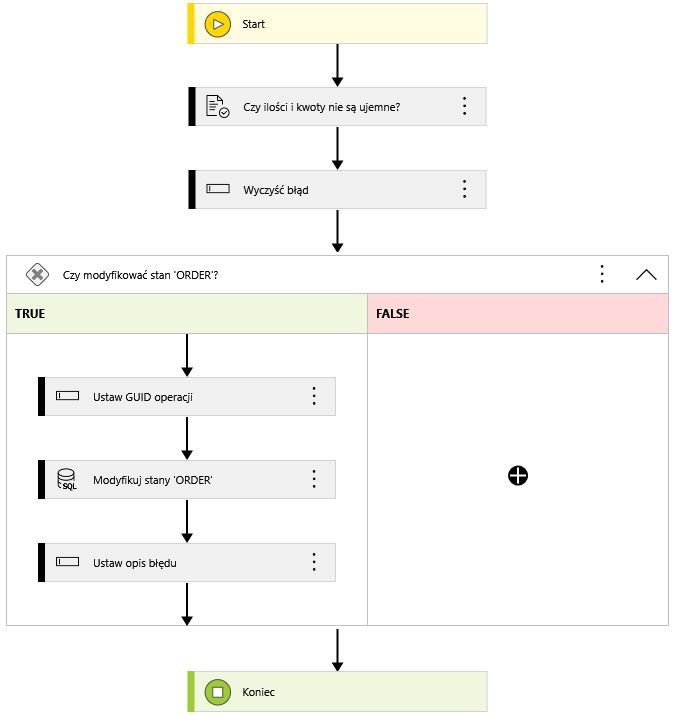 Start
Czy ilości i kwoty nie są ujemne?
Wyczyść błąd
Czy modyfikować stan 'ORDER'?
TRUE
FALSE
Ustaw GUID operacji
SQL
Modyfikuj stany 'ORDER'
Ustaw opis błędu
Koniec